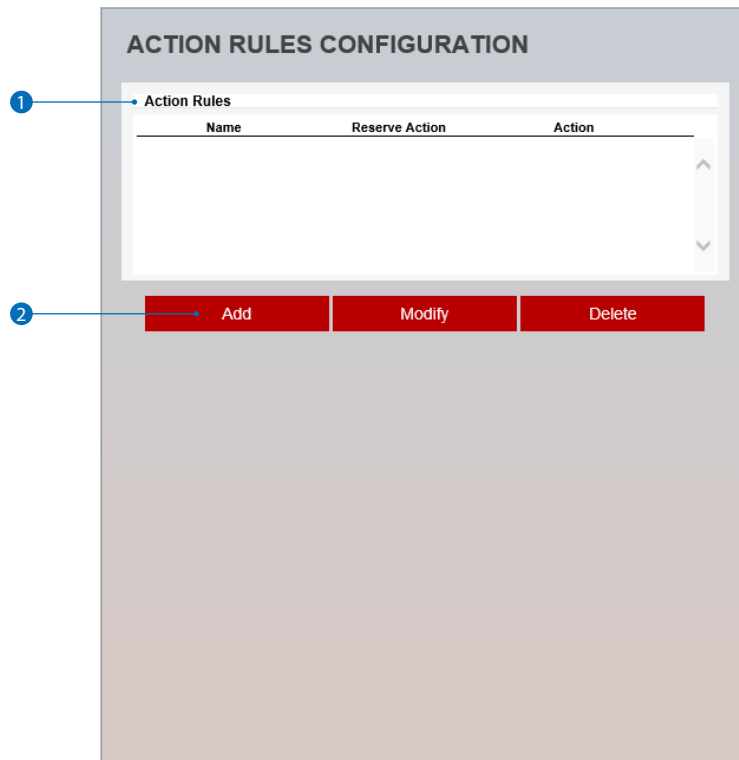 ACTION RULES CONFIGURATION
1
Action Rules
Name Reserve Action Action
2
Add Modify Delete